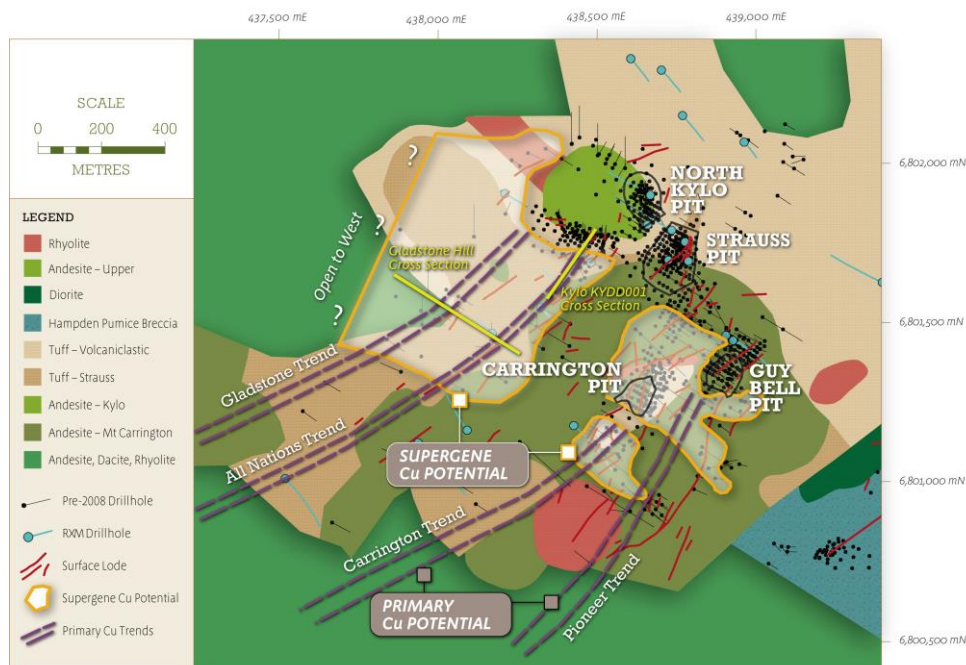 437,500 mE
438,000 mE
438,500 mE
439,000 mE
SCALE
0 200 400
METRES
LEGEND
Rhyolite
Andesite – Upper
Diorite
Hampden Pumice Breccia
Tuff – Volcaniclastic
Tuff – Strauss
Andesite – Kylo
Andesite – Mt Carrington
Andesite, Dacite, Rhyolite
Pre-2008 Drillhole
RXM Drillhole
Surface Lode
Supergene Cu Potential
Primary Cu Trends
?
?
?
Open to West
Gladstone Hill
Cross Section
Kylo KYDD001
Cross Section
NORTH
KYLO
PIT
STRAUSS
PIT
CARRINGTON
PIT
GUY
BELL
PIT
Gladstone Trend
All Nations Trend
Carrington Trend
Pioneer Trend
SUPERGENE
Cu POTENTIAL
PRIMARY
Cu POTENTIAL
6,802,000 mN
6,801,500 mN
6,801,000 mN
6,800,500 mN